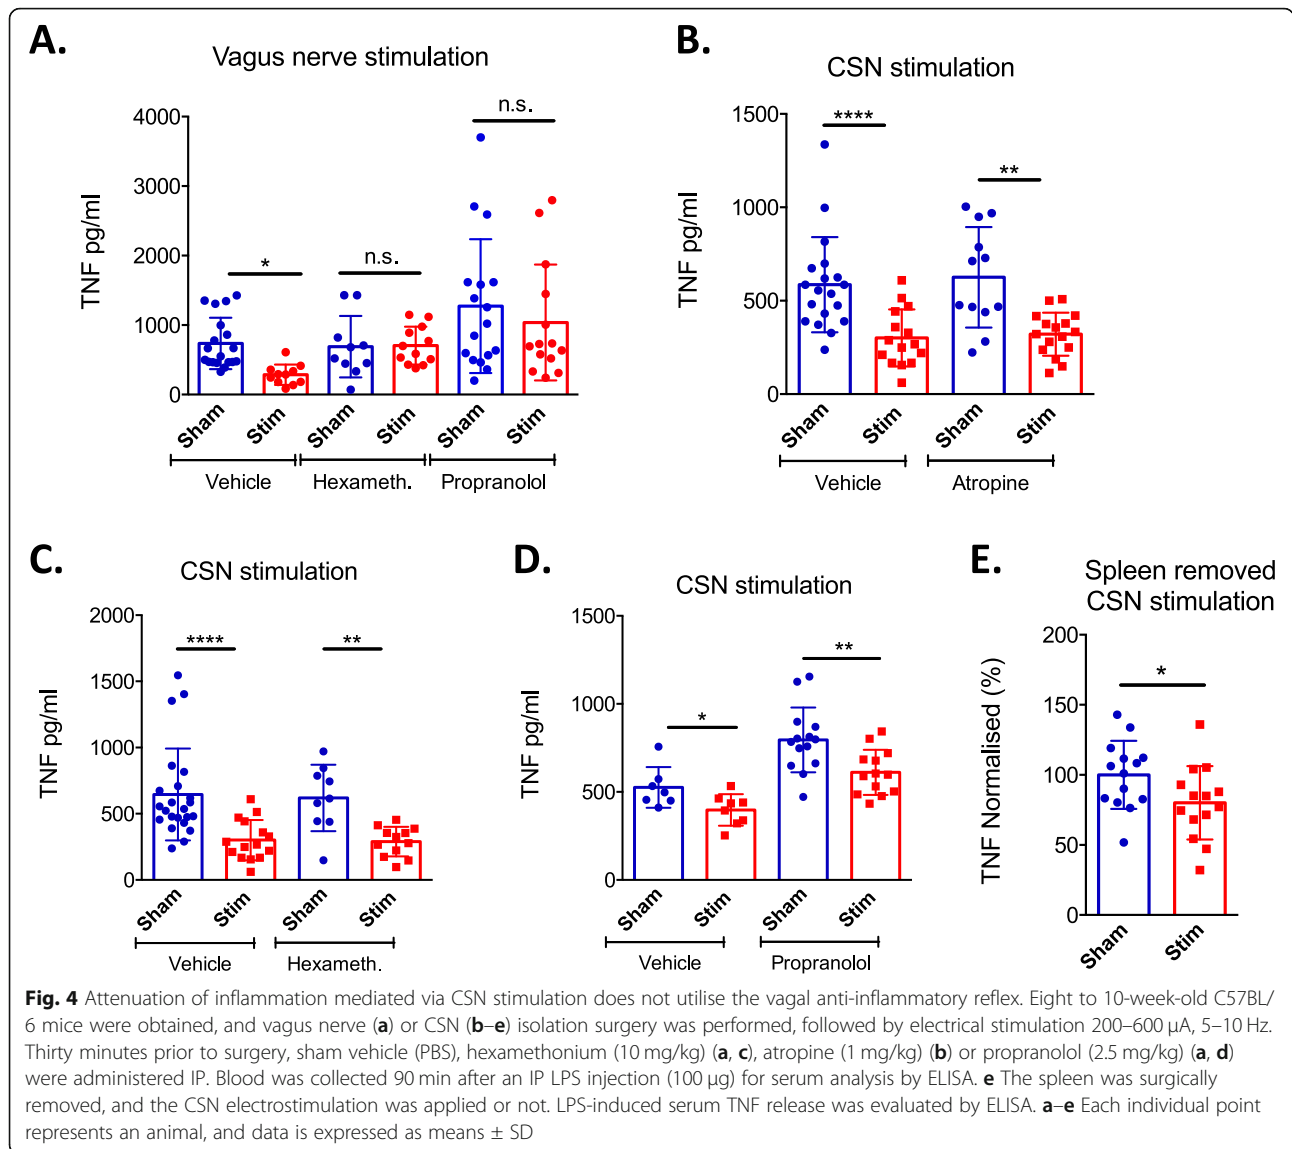 A.
Vagus nerve stimulation
TNF pg/ml
4000
3000
2000
1000
0
*
n.s.
n.s.
Sham
Stim
Sham
Stim
Sham
Stim
Vehicle
Hexameth.
Propranolol
B.
CSN stimulation
TNF pg/ml
1500
1000
500
0
****
**
Sham
Stim
Sham
Stim
Vehicle
Atropine
C.
CSN stimulation
TNF pg/ml
2000
1500
1000
500
0
****
**
Sham
Stim
Sham
Stim
Vehicle
Hexameth.
D.
CSN stimulation
TNF pg/ml
1500
1000
500
0
*
**
Sham
Stim
Sham
Stim
Vehicle
Propranolol
E.
Spleen removed
CSN stimulation
TNF Normalised (%)
200
150
100
50
0
*
Sham
Stim
Fig. 4 Attenuation of inflammation mediated via CSN stimulation does not utilise the vagal anti-inflammatory reflex. Eight to 10-week-old C57BL/
6 mice were obtained, and vagus nerve (a) or CSN (b–e) isolation surgery was performed, followed by electrical stimulation 200–600 μA, 5–10 Hz.
Thirty minutes prior to surgery, sham vehicle (PBS), hexamethonium (10 mg/kg) (a, c), atropine (1 mg/kg) (b) or propranolol (2.5 mg/kg) (a, d)
were administered IP. Blood was collected 90 min after an IP LPS injection (100 μg) for serum analysis by ELISA. e The spleen was surgically
removed, and the CSN electrostimulation was applied or not. LPS-induced serum TNF release was evaluated by ELISA. a–e Each individual point
represents an animal, and data is expressed as means ± SD